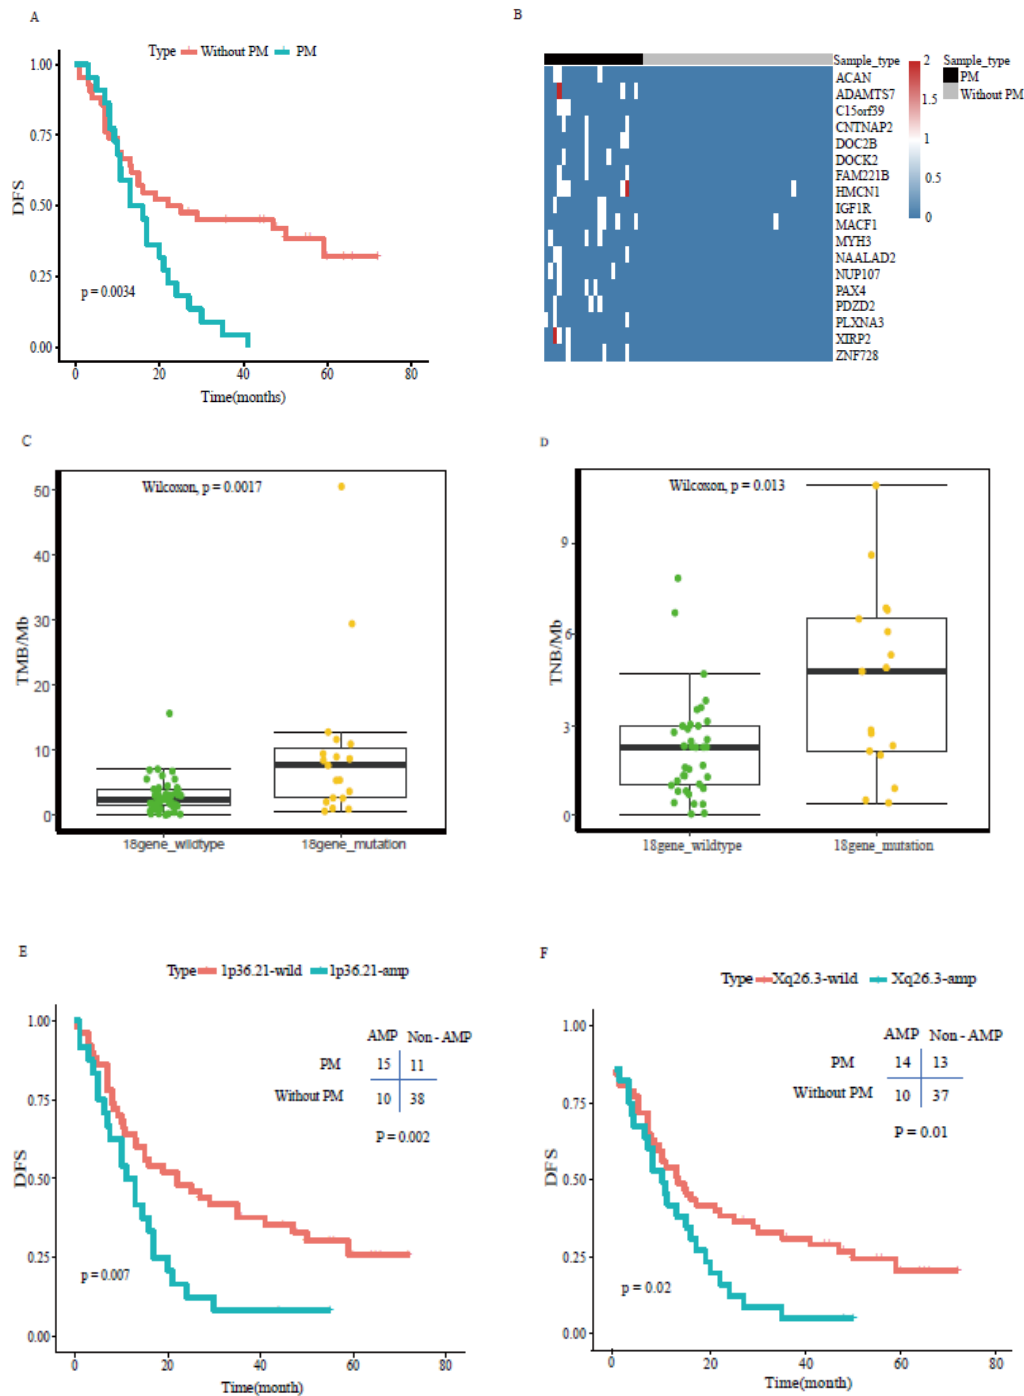 A
Type Without PM PM
1.00
0.75
0.50
0.25
0.00
DFS
p = 0.0034
0 20 40 60 80
Time(months)
B
Sample_type
ACAN
ADAMTS7
C15orf39
CNTNAP2
DOC2B
DOCK2
FAM221B
HMCN1
IGF1R
MACF1
MYH3
NAALAD2
NUP107
PAX4
PDZD2
PLXNA3
XIRP2
ZNF728
2
1.5
1
0.5
0
Sample_type
PM
Without PM
C
Wilcoxon, p = 0.0017
50
40
30
20
10
0
TMB/Mb
18gene_wildtype 18gene_mutation
D
Wilcoxon, p = 0.013
9
6
3
0
TNB/Mb
18gene_wildtype 18gene_mutation
E
Type 1p36.21-wild 1p36.21-amp
1.00
0.75
0.50
0.25
0.00
DFS
AMP Non - AMP
PM 15 11
Without PM 10 38
P = 0.002
p = 0.007
0 20 40 60 80
Time(month)
F
Type Xq26.3-wild Xq26.3-amp
1.00
0.75
0.50
0.25
0.00
DFS
AMP Non - AMP
PM 14 13
Without PM 10 37
P = 0.01
p = 0.02
0 20 40 60 80
Time(month)